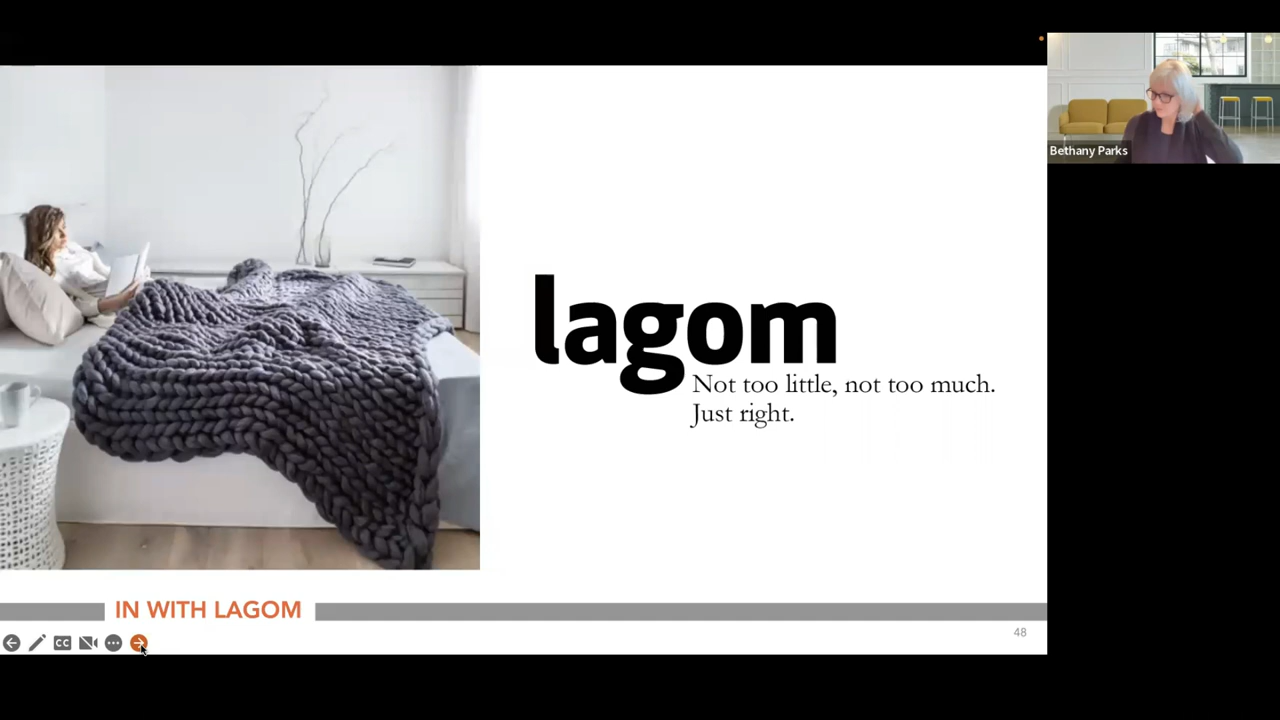 Bethany Parks
lagom
Not too little, not too much.
Just right.
IN WITH LAGOM
CC
48